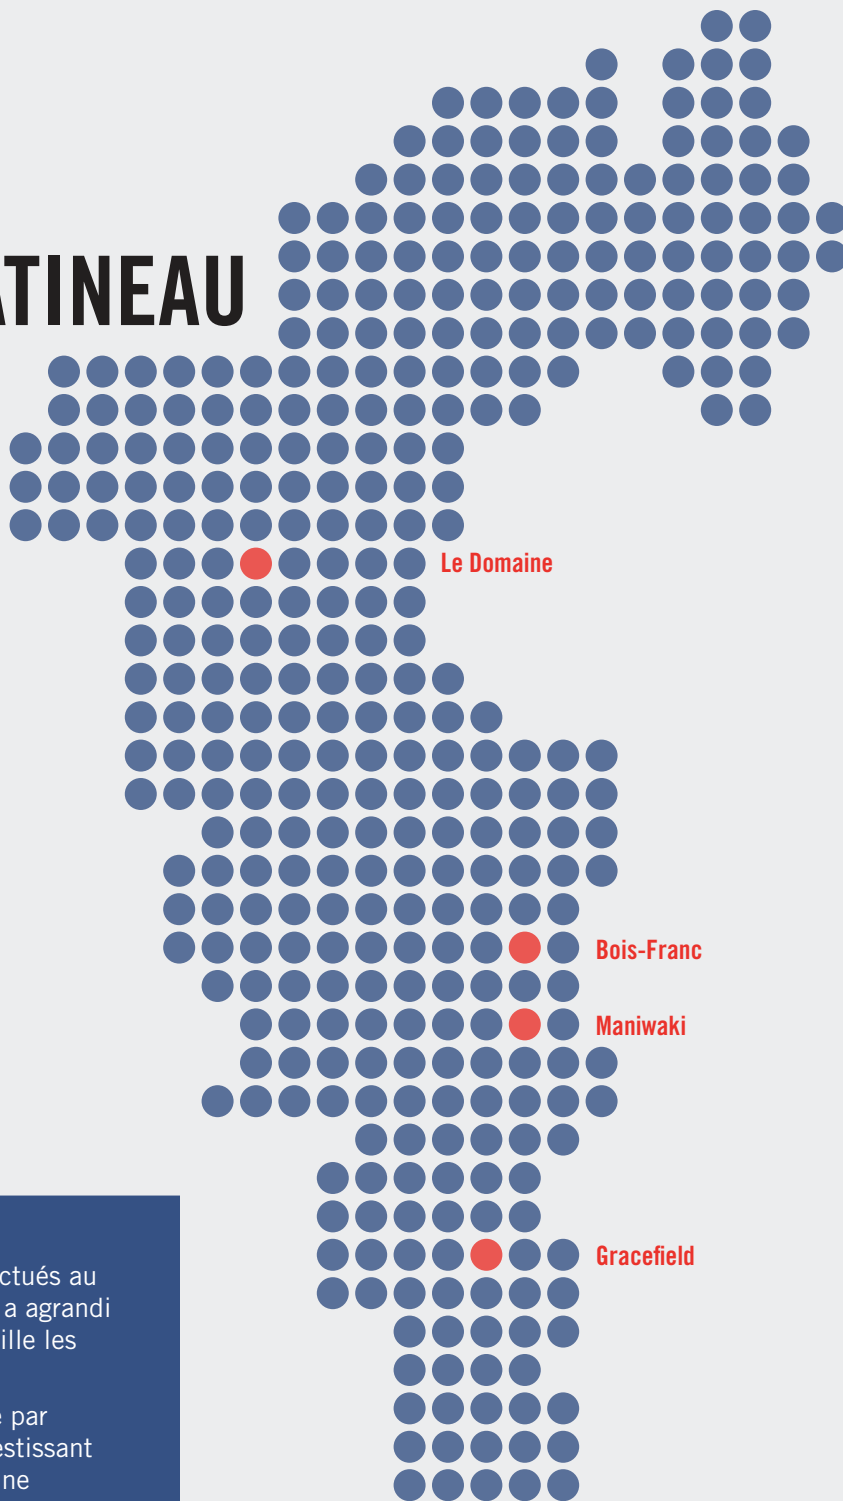 ATINEAU
Le Domaine
Bois-Franc
Maniwaki
Gracefield
ctués au
a agrandi
ille les
par
estissant
ne